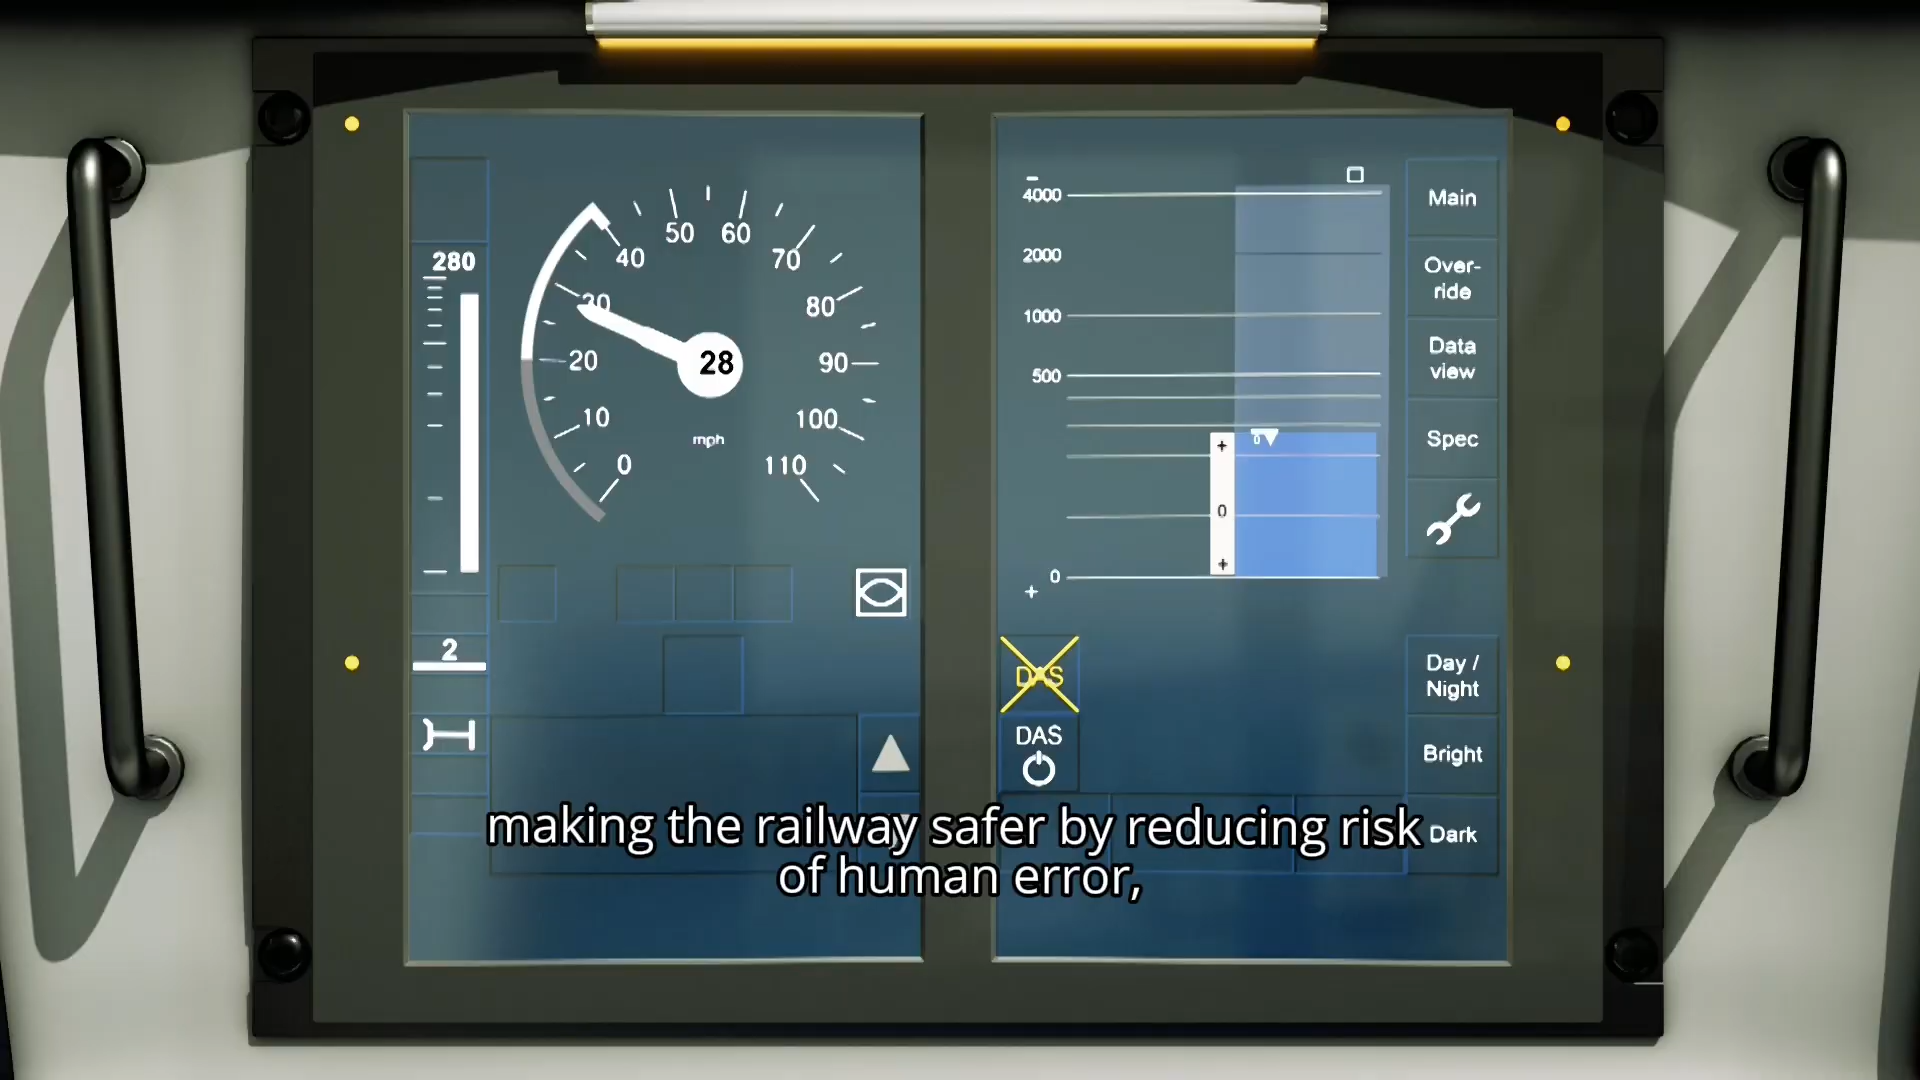 280
50
60
40
70
30
80
20
28
90
10
100
mph
0
110
2
4000
2000
1000
500
0
0
0
Main
Over-
ride
Data
view
Spec
DAS
DAS
Day /
Night
Bright
Dark
making the railway safer by reducing risk
of human error,